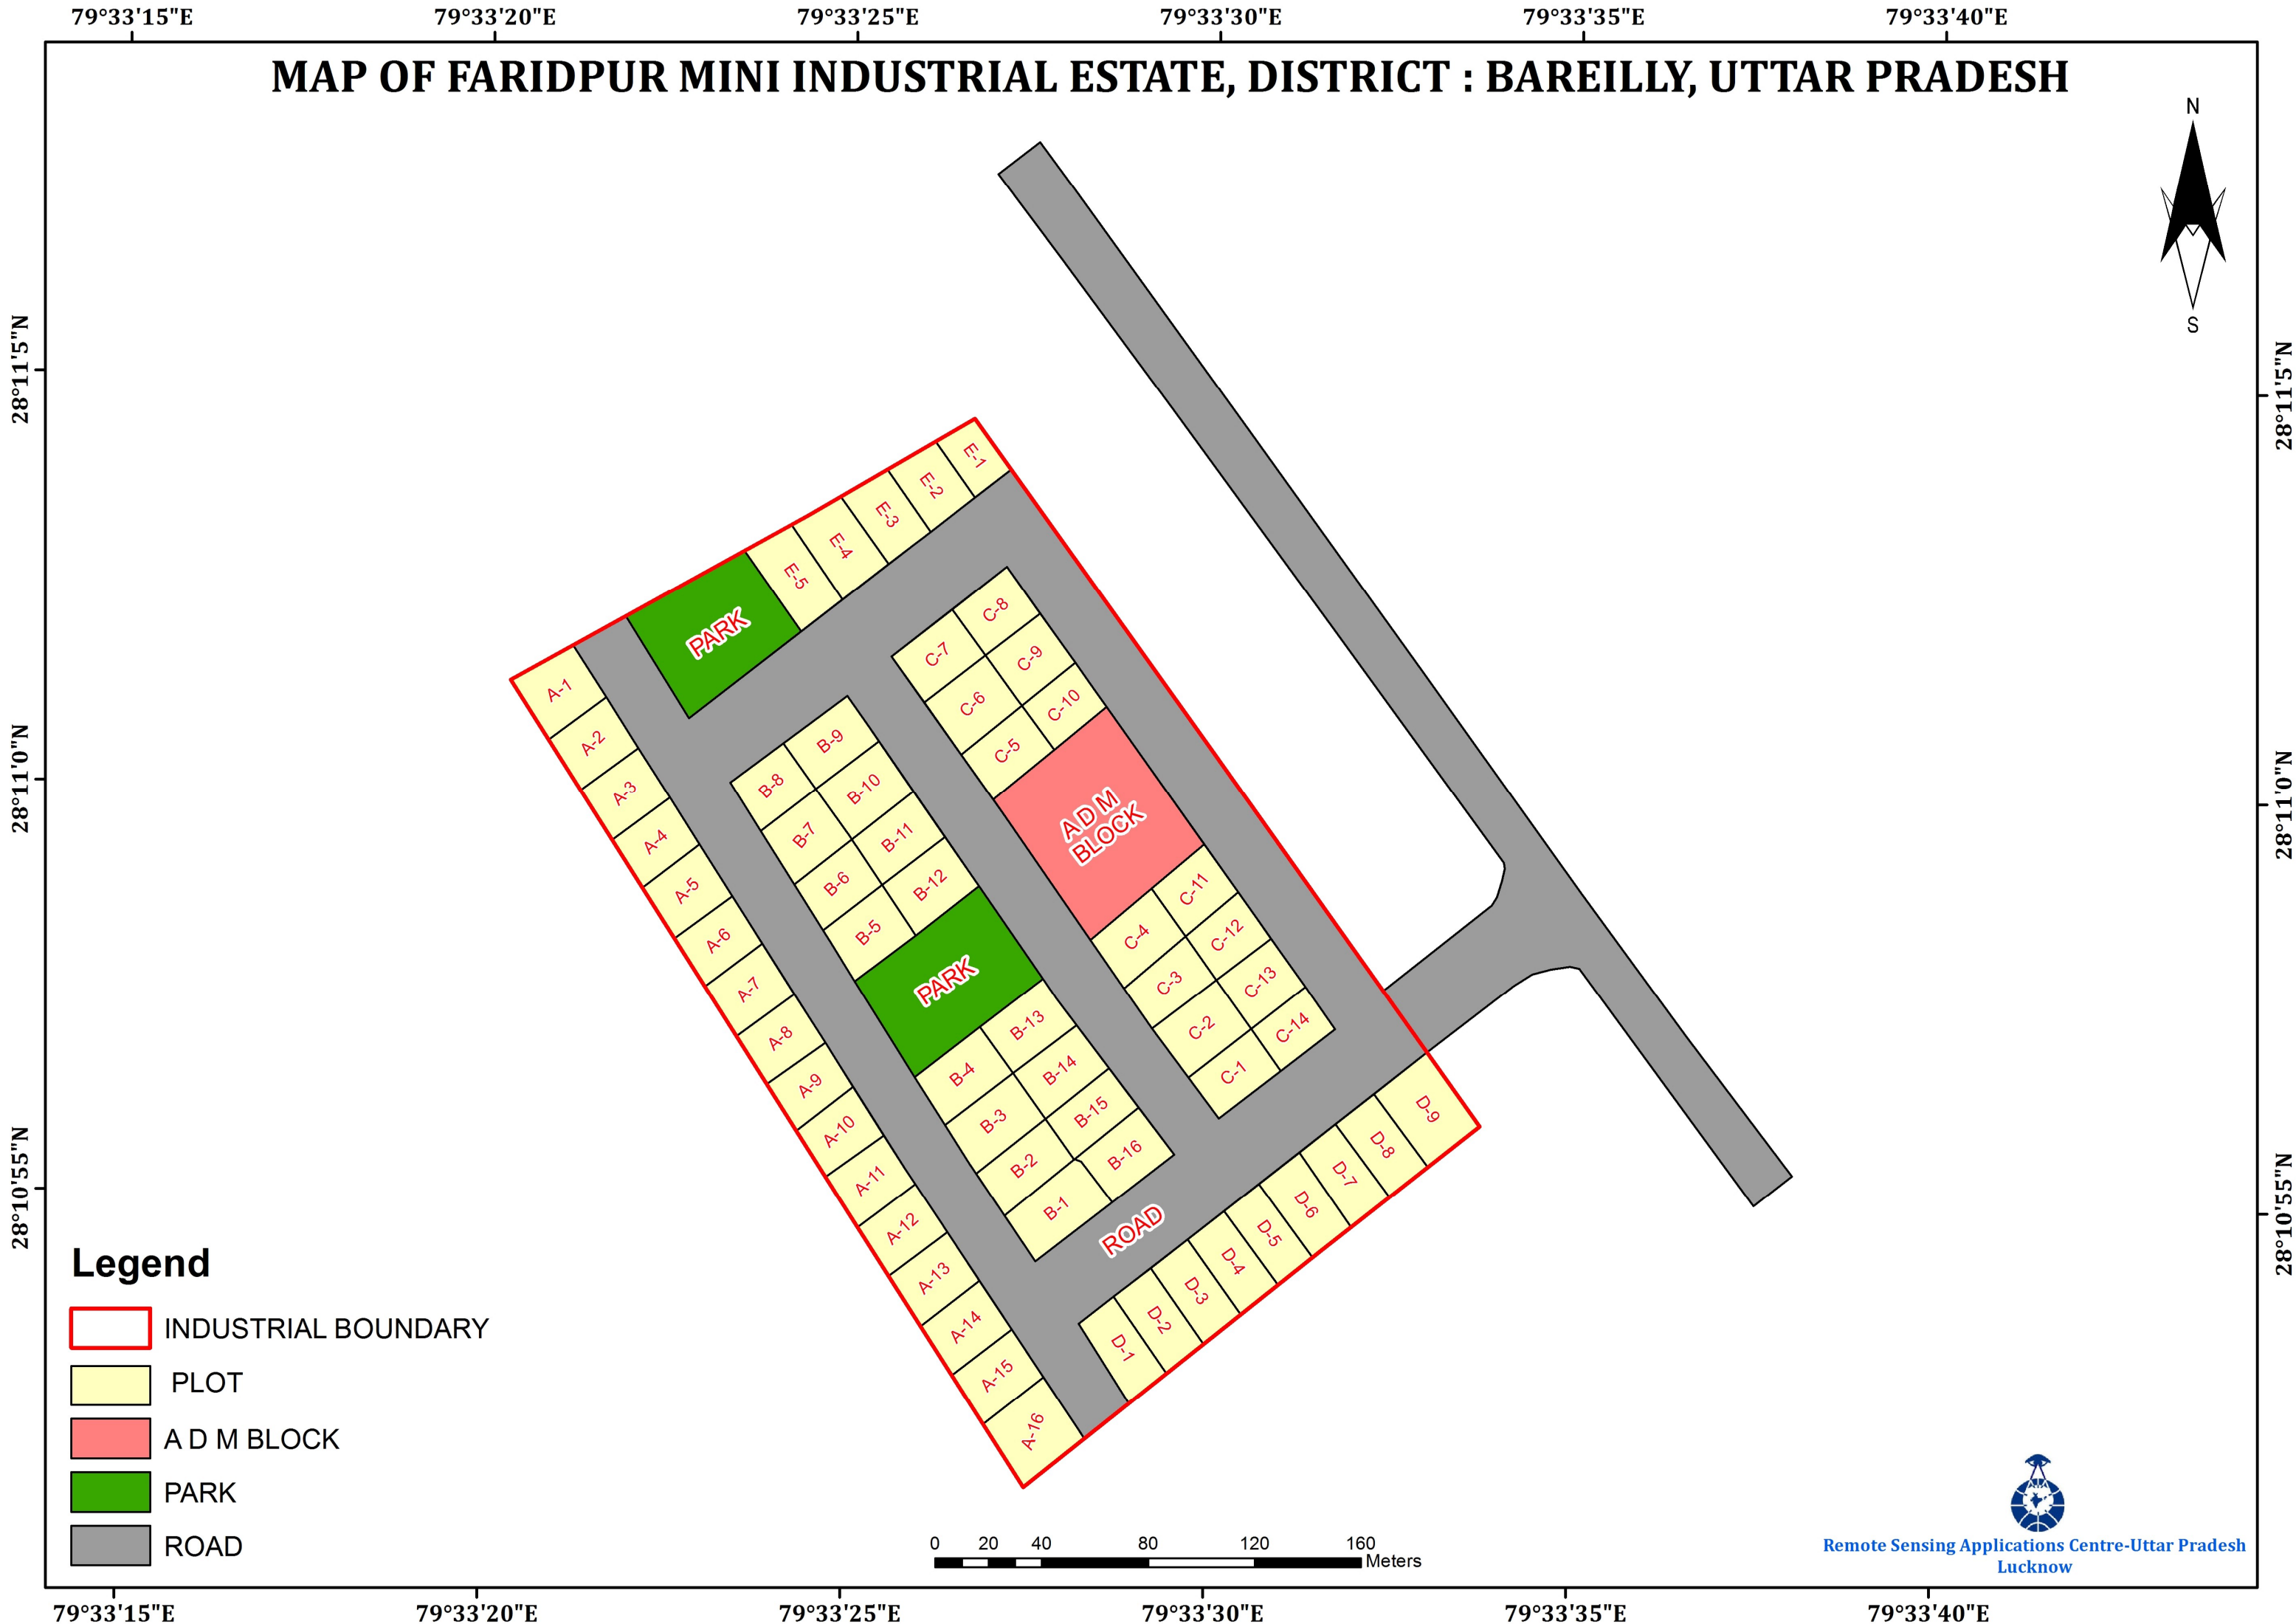 79°33'15"E 79°33'20"E 79°33'25"E 79°33'30"E 79°33'35"E 79°33'40"E
MAP OF FARIDPUR MINI INDUSTRIAL ESTATE, DISTRICT : BAREILLY, UTTAR PRADESH
N
S
28°11'5"N
28°11'0"N
28°10'55"N
28°11'5"N
28°11'0"N
28°10'55"N
E-1
E-2
E-3
E-4
E-5
PARK
A-1
A-2
A-3
A-4
A-5
A-6
A-7
A-8
A-9
A-10
A-11
A-12
A-13
A-14
A-15
A-16
B-9
B-8
B-10
B-7
B-11
B-6
B-12
B-5
PARK
B-13
B-4
B-14
B-3
B-15
B-2
B-16
B-1
C-8
C-7
C-9
C-6
C-10
C-5
A D M
BLOCK
C-11
C-4
C-12
C-3
C-13
C-2
C-14
C-1
ROAD
D-9
D-8
D-7
D-6
D-5
D-4
D-3
D-2
D-1
Legend
INDUSTRIAL BOUNDARY
PLOT
A D M BLOCK
PARK
ROAD
0 20 40 80 120 160
Meters
Remote Sensing Applications Centre-Uttar Pradesh
Lucknow
79°33'15"E 79°33'20"E 79°33'25"E 79°33'30"E 79°33'35"E 79°33'40"E